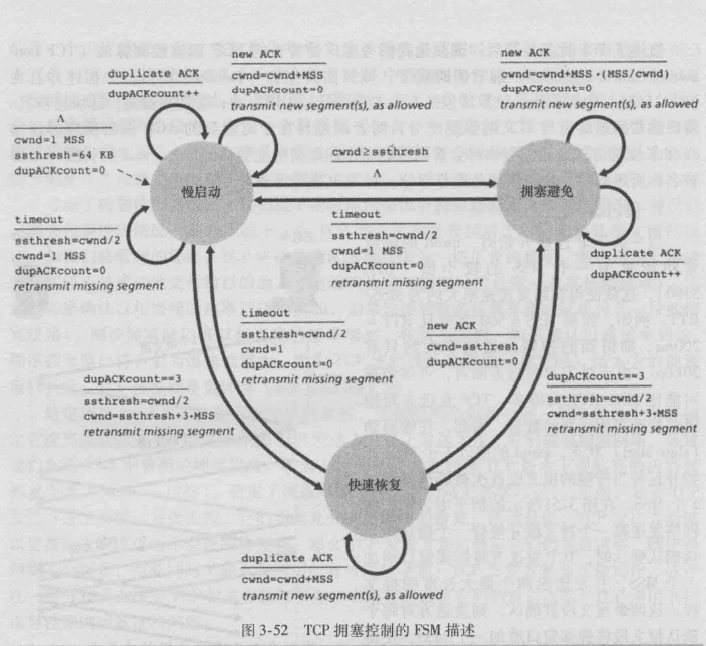 new ACK
cwnd=cwnd+MSS
dupACKcount=0
transmit new segment(s), as allowed
new ACK
cwnd=cwnd+MSS·(MSS/cwnd)
dupACKcount=0
transmit new segment(s), as allowed
duplicate ACK
dupACKcount++
Λ
cwnd=1 MSS
ssthresh=64 KB
dupACKcount=0
cwnd≥ssthresh
慢启动
拥塞避免
timeout
ssthresh=cwnd/2
cwnd=1 MSS
dupACKcount=0
retransmit missing segment
timeout
ssthresh=cwnd/2
cwnd=1 MSS
dupACKcount=0
retransmit missing segment
duplicate ACK
dupACKcount++
timeout
ssthresh=cwnd/2
cwnd=1
dupACKcount=0
retransmit missing segment
new ACK
cwnd=ssthresh
dupACKcount=0
dupACKcount==3
ssthresh=cwnd/2
cwnd=ssthresh+3·MSS
retransmit missing segment
dupACKcount==3
ssthresh=cwnd/2
cwnd=ssthresh+3·MSS
retransmit missing segment
快速恢复
duplicate ACK
cwnd=cwnd+MSS
transmit new segment(s), as allowed
图 3-52 TCP 拥塞控制的 FSM 描述